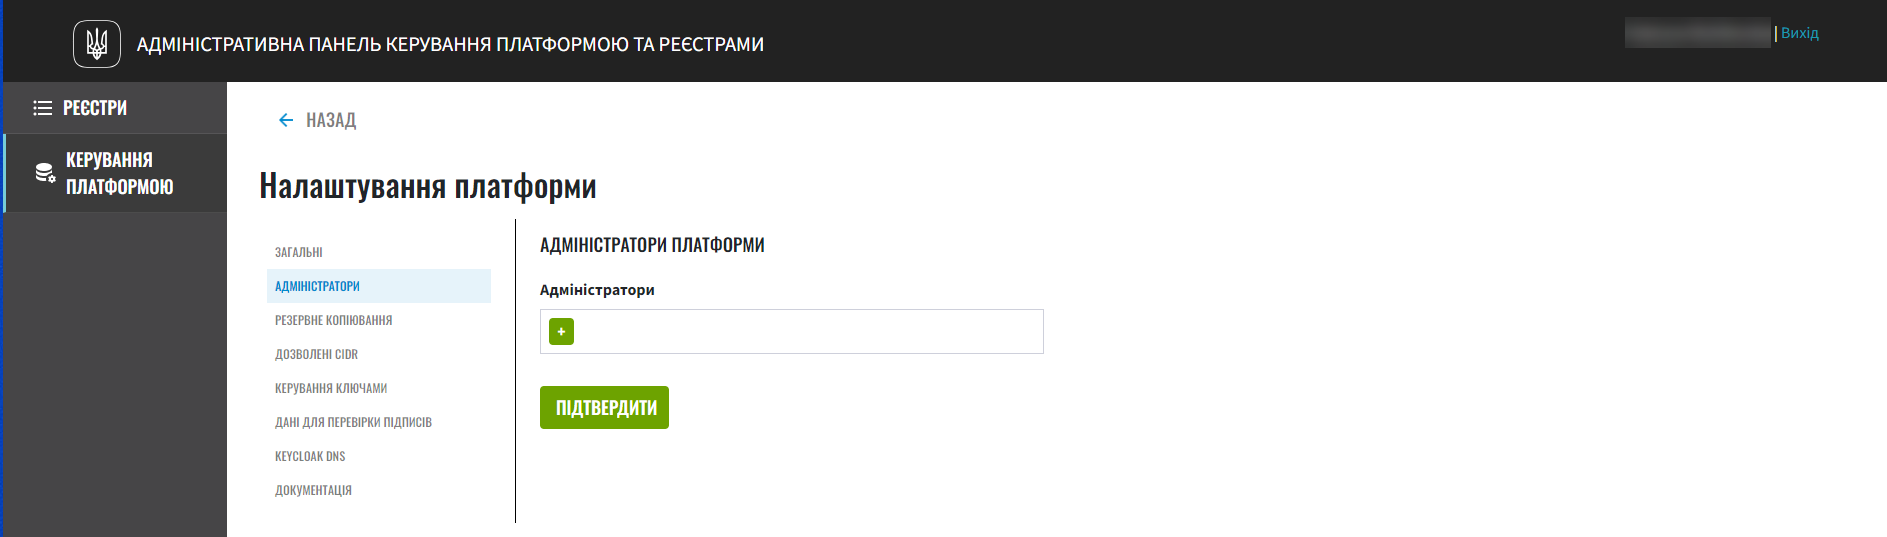 АДМІНІСТРАТИВНА ПАНЕЛЬ КЕРУВАННЯ ПЛАТФОРМОЮ ТА РЕЄСТРАМИ
| Вихід
РЕЄСТРИ
КЕРУВАННЯ
ПЛАТФОРМОЮ
НАЗАД
Налаштування платформи
ЗАГАЛЬНІ
АДМІНІСТРАТОРИ
РЕЗЕРВНЕ КОПІЮВАННЯ
ДОЗВОЛЕНІ CIDR
КЕРУВАННЯ КЛЮЧАМИ
ДАНІ ДЛЯ ПЕРЕВІРКИ ПІДПИСІВ
KEYCLOAK DNS
ДОКУМЕНТАЦІЯ
АДМІНІСТРАТОРИ ПЛАТФОРМИ
Адміністратори
+
ПІДТВЕРДИТИ